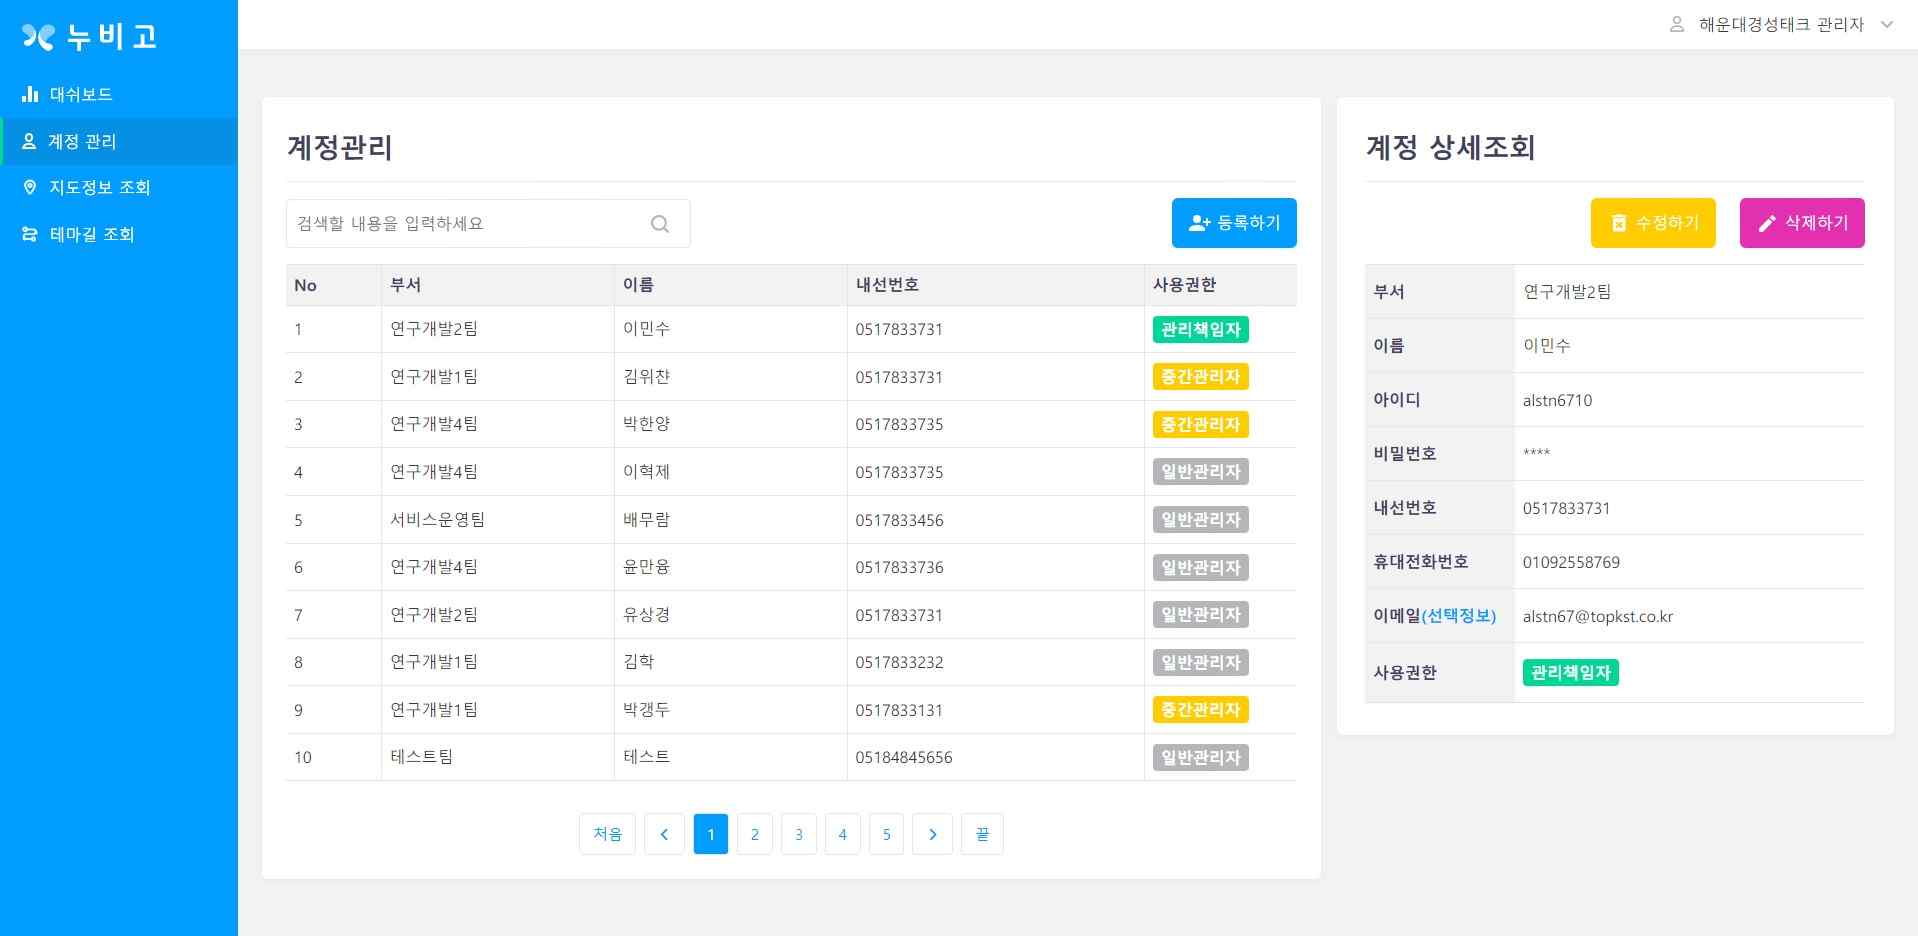 누비고
해운대경성태크 관리자
대쉬보드
계정 관리
지도정보 조회
테마길 조회
계정관리
검색할 내용을 입력하세요
등록하기
No 부서 이름 내선번호 사용권한
1 연구개발2팀 이민수 0517833731 관리책임자
2 연구개발1팀 김위챤 0517833731 중간관리자
3 연구개발4팀 박한양 0517833735 중간관리자
4 연구개발4팀 이혁제 0517833735 일반관리자
5 서비스운영팀 배무람 0517833456 일반관리자
6 연구개발4팀 윤만융 0517833736 일반관리자
7 연구개발2팀 유상경 0517833731 일반관리자
8 연구개발1팀 김학 0517833232 일반관리자
9 연구개발1팀 박갱두 0517833131 중간관리자
10 테스트팀 테스트 05184845656 일반관리자
처음 1 2 3 4 5 끝
계정 상세조회
수정하기 삭제하기
부서 연구개발2팀
이름 이민수
아이디 alstn6710
비밀번호 ****
내선번호 0517833731
휴대전화번호 01092558769
이메일(선택정보) alstn67@topkst.co.kr
사용권한 관리책임자